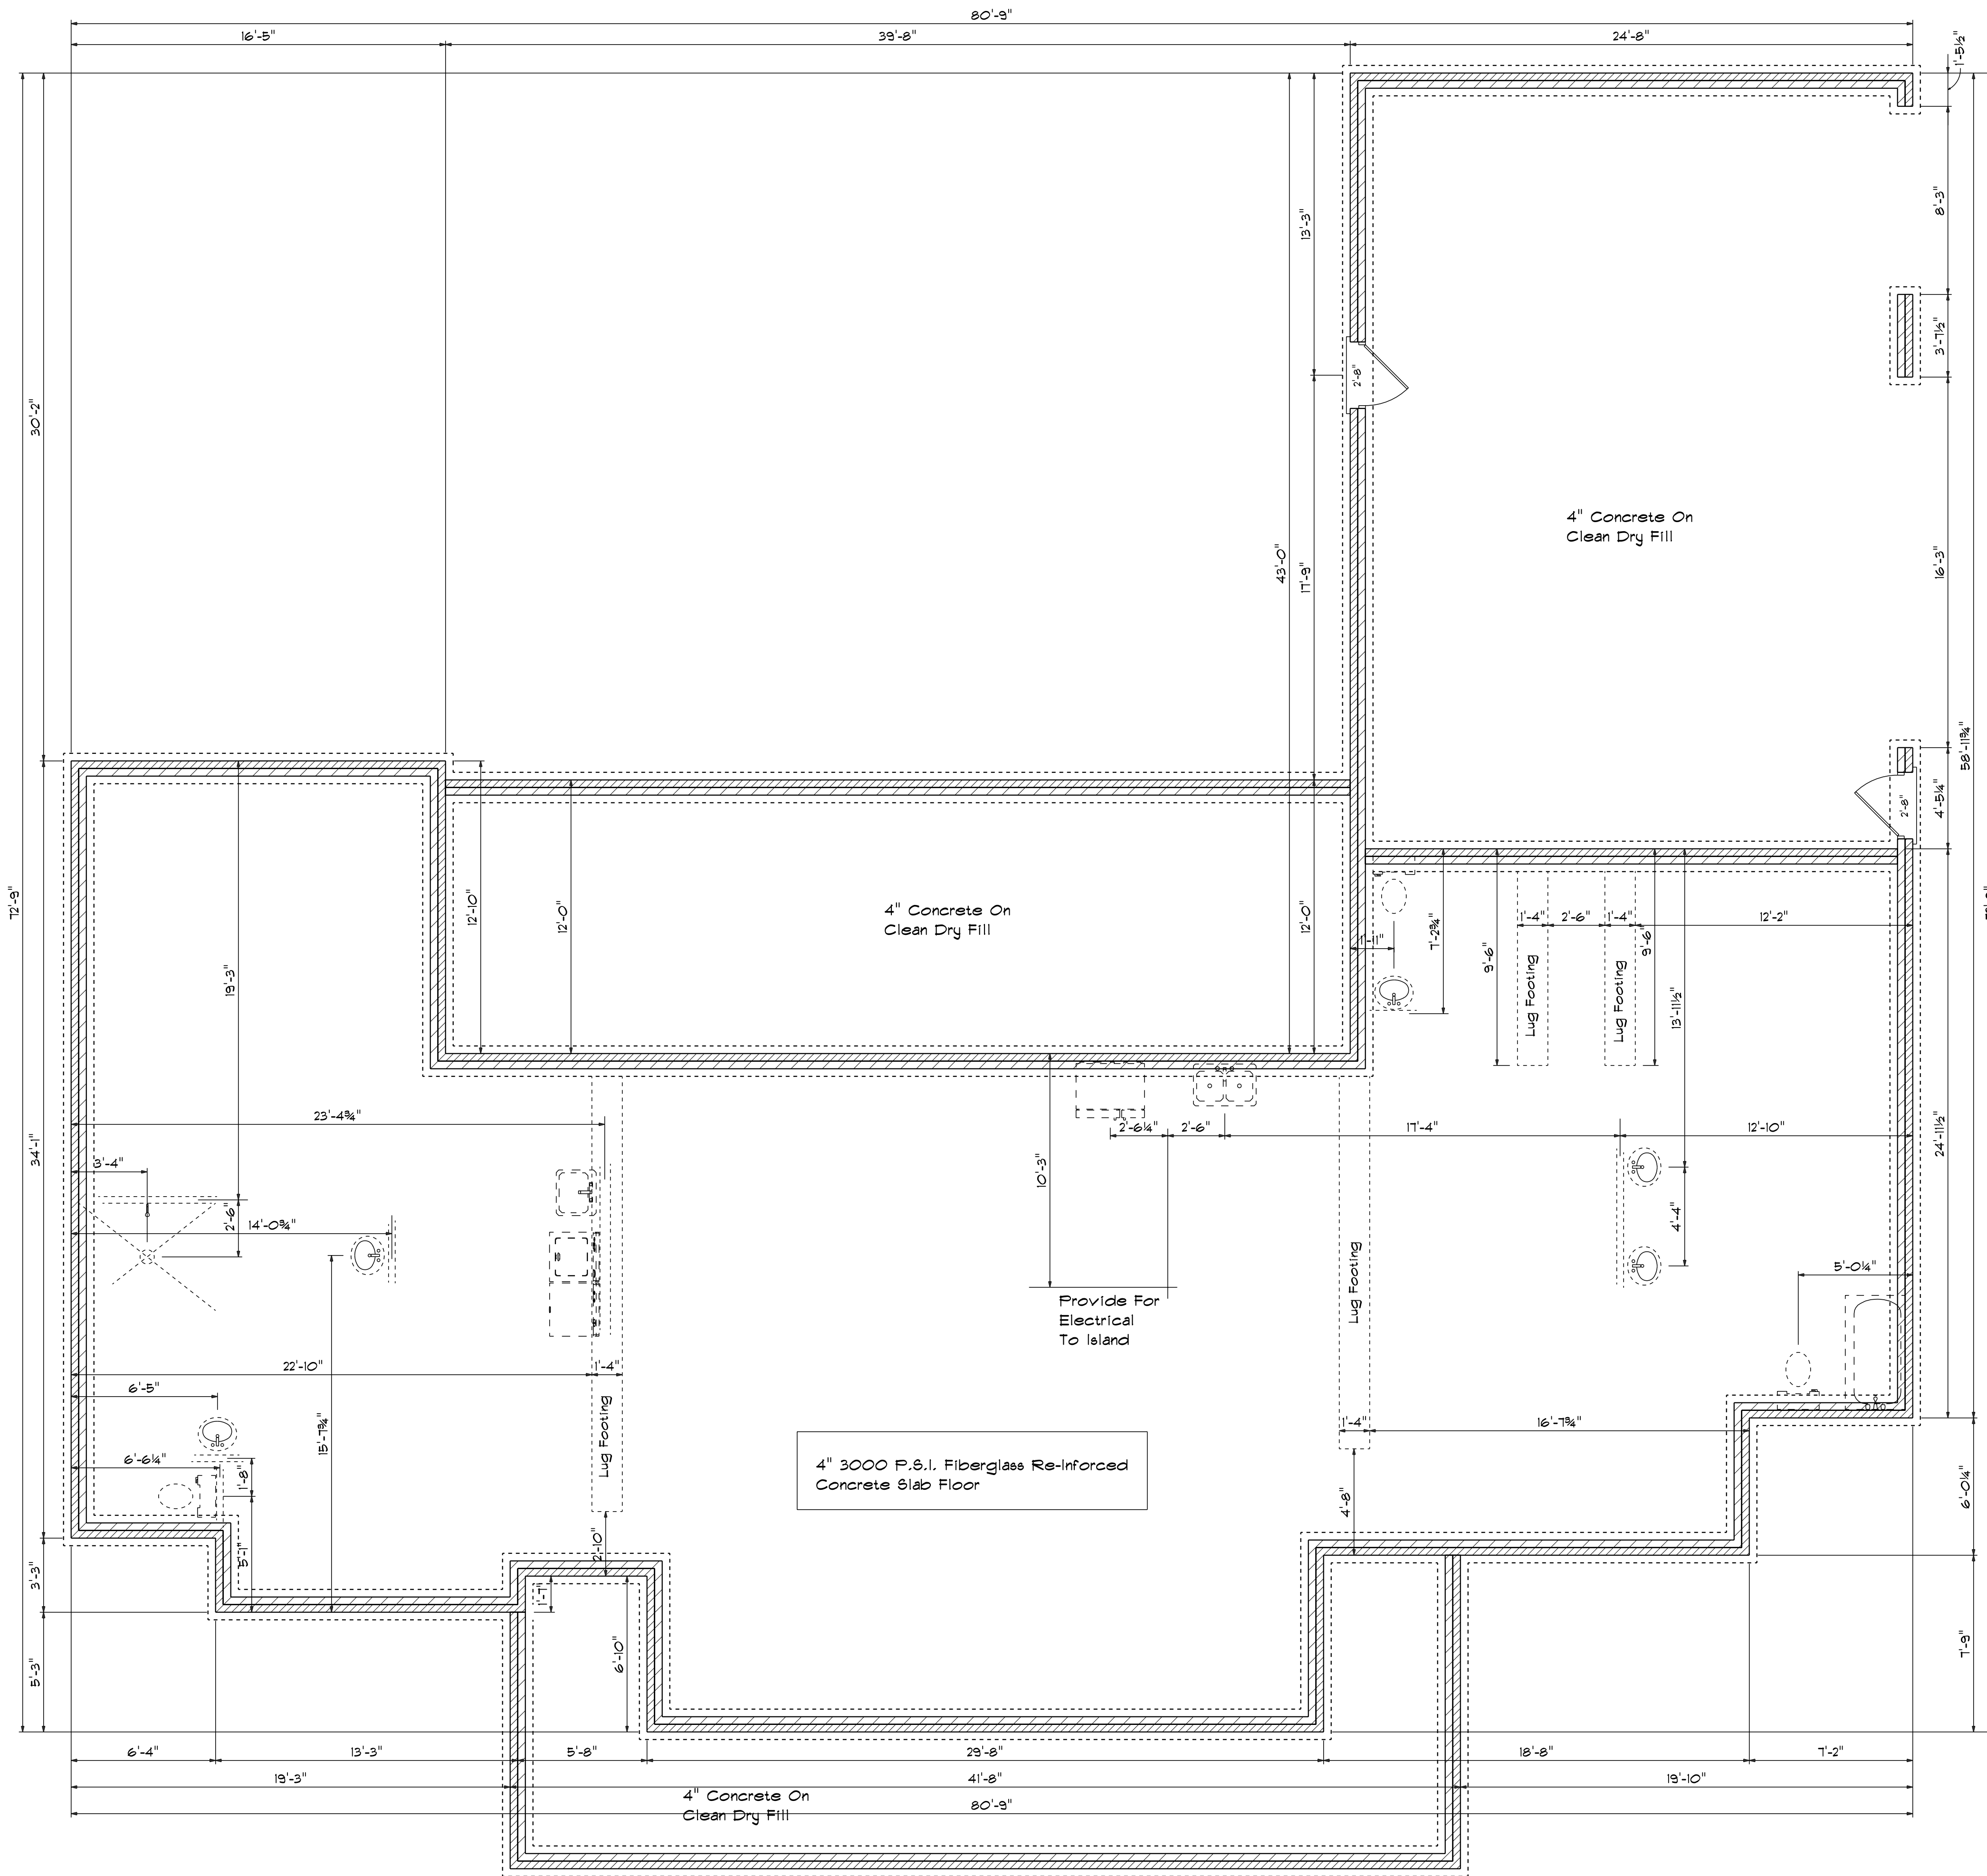 80'-9"
16'-5" 39'-8" 24'-8"
1'-5½"
8'-3"
13'-3"
3'-7½"
2'-8"
30'-2"
4" Concrete On
Clean Dry Fill
43'-0"
17'-9"
16'-3"
58'-11¾"
4'-5¼"
2'-8"
72'-9"
12'-10"
12'-0"
4" Concrete On
Clean Dry Fill
12'-0"
1'-11"
7'-2¾"
1'-4" 2'-6" 1'-4" 12'-2"
9'-6"
9'-6"
Lug Footing
Lug Footing
19'-3"
13'-11½"
23'-4¾"
34'-1"
2'-6¼" 2'-6" 17'-4" 12'-10"
24'-11½"
10'-3"
3'-4"
2'-6"
14'-0¾"
4'-4"
5'-0¼"
Lug Footing
Provide For
Electrical
To Island
22'-10" 1'-4"
6'-5"
15'-7¾"
Lug Footing
1'-4" 16'-7¾"
6'-6¼"
1'-8"
4" 3000 P.S.I. Fiberglass Re-Inforced
Concrete Slab Floor
4'-8"
6'-0¼"
2'-10"
5'-1"
3'-3"
1'-7"
6'-10"
5'-3"
7'-9"
6'-4" 13'-3" 5'-8" 29'-8" 18'-8" 7'-2"
19'-3" 41'-8" 19'-10"
4" Concrete On
Clean Dry Fill
80'-9"